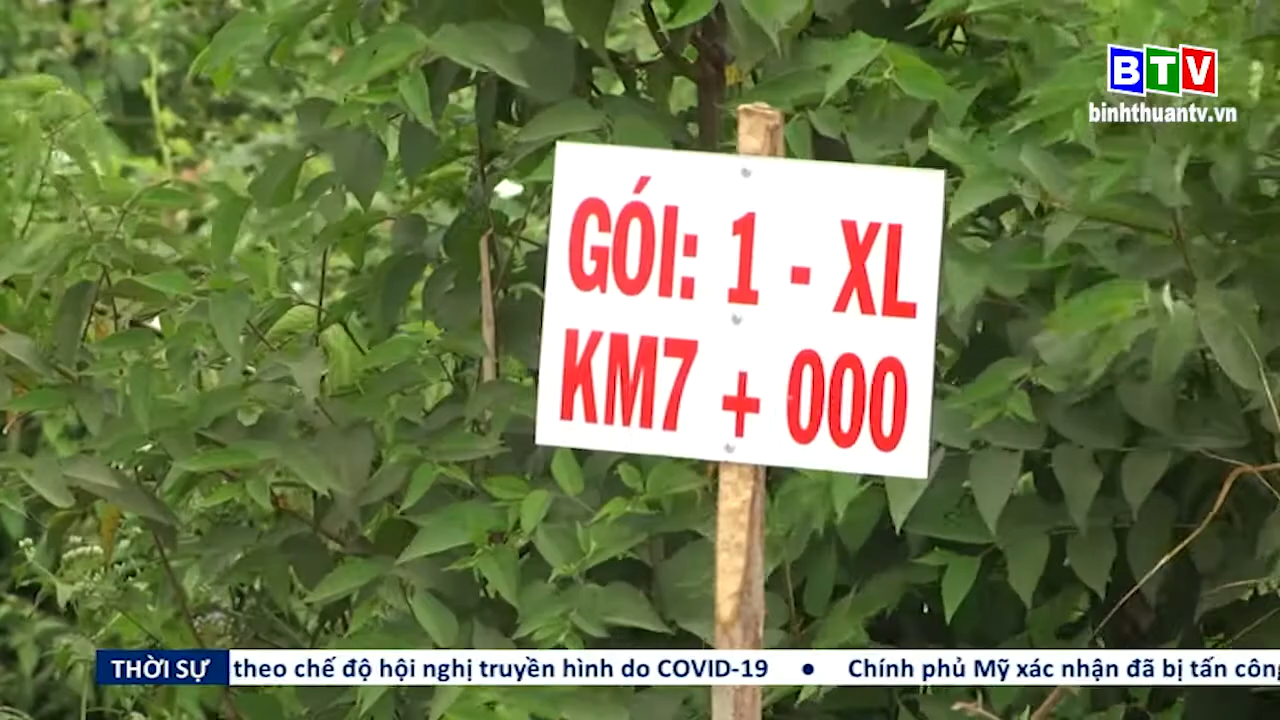 BTV
binhthuantv.vn
GÓI: 1 - XL
KM7 + 000
THỜI SỰ theo chế độ hội nghị truyền hình do COVID-19 • Chính phủ Mỹ xác nhận đã bị tấn công